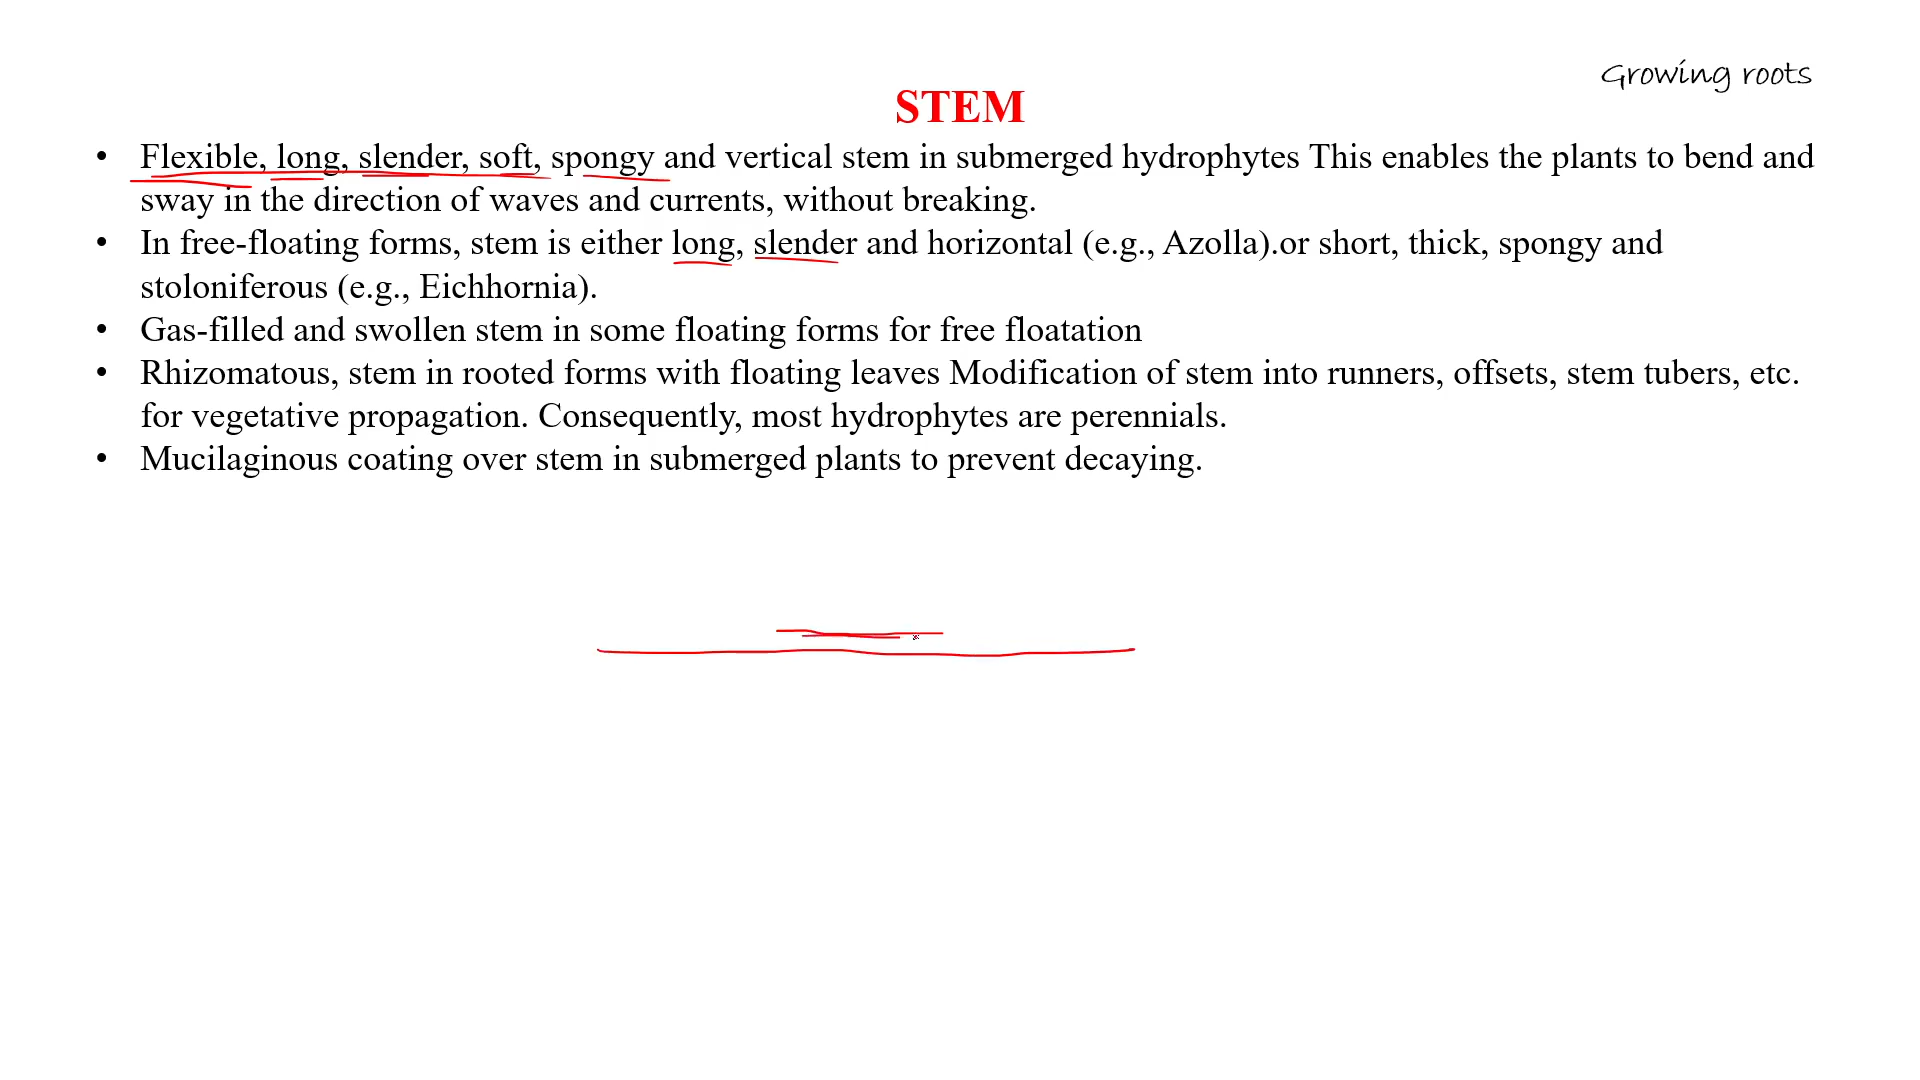 Growing roots
STEM
• Flexible, long, slender, soft, spongy and vertical stem in submerged hydrophytes This enables the plants to bend and
sway in the direction of waves and currents, without breaking.
• In free-floating forms, stem is either long, slender and horizontal (e.g., Azolla).or short, thick, spongy and
stoloniferous (e.g., Eichhornia).
• Gas-filled and swollen stem in some floating forms for free floatation
• Rhizomatous, stem in rooted forms with floating leaves Modification of stem into runners, offsets, stem tubers, etc.
for vegetative propagation. Consequently, most hydrophytes are perennials.
• Mucilaginous coating over stem in submerged plants to prevent decaying.